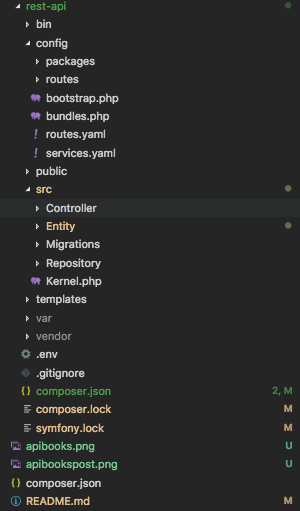 rest-api
bin
config
packages
routes
bootstrap.php
bundles.php
routes.yaml
services.yaml
public
src
Controller
Entity
Migrations
Repository
Kernel.php
templates
var
vendor
.env
.gitignore
composer.json 2, M
composer.lock M
symfony.lock M
apibooks.png U
apibookspost.png U
composer.json
README.md M